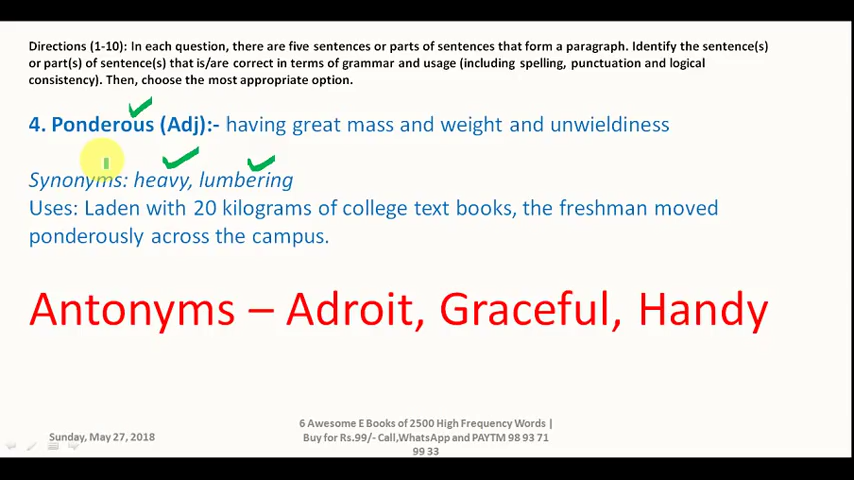 Directions (1-10): In each question, there are five sentences or parts of sentences that form a paragraph. Identify the sentence(s)
or part(s) of sentence(s) that is/are correct in terms of grammar and usage (including spelling, punctuation and logical
consistency). Then, choose the most appropriate option.
4. Ponderous (Adj):- having great mass and weight and unwieldiness
Synonyms: heavy, lumbering
Uses: Laden with 20 kilograms of college text books, the freshman moved
ponderously across the campus.
Antonyms – Adroit, Graceful, Handy
Sunday, May 27, 2018
6 Awesome E Books of 2500 High Frequency Words |
Buy for Rs.99/- Call,WhatsApp and PAYTM 98 93 71
99 33